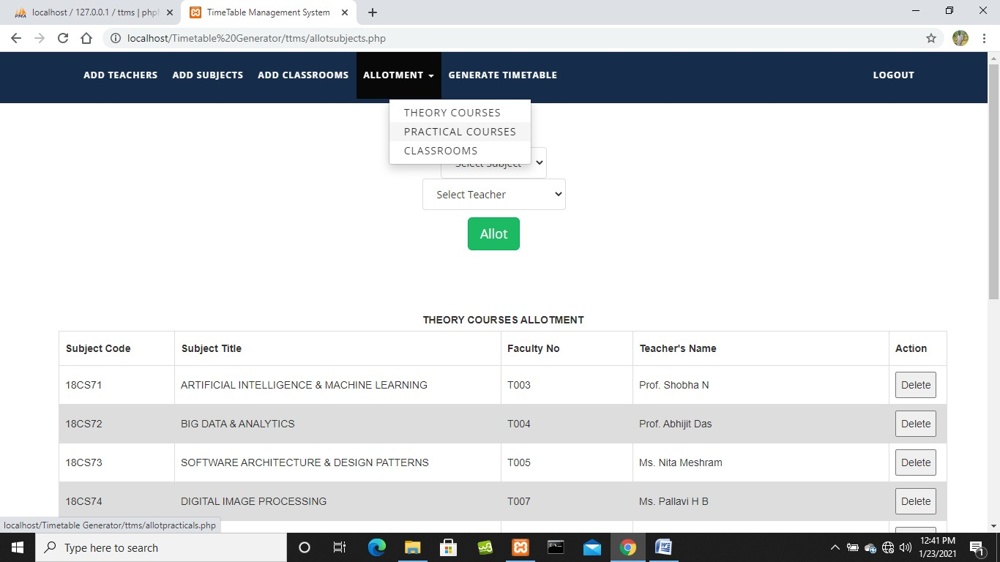 localhost / 127.0.0.1 / ttms | php
TimeTable Management System
localhost/Timetable%20Generator/ttms/allotsubjects.php
ADD TEACHERS ADD SUBJECTS ADD CLASSROOMS ALLOTMENT GENERATE TIMETABLE LOGOUT
THEORY COURSES
PRACTICAL COURSES
CLASSROOMS
Select Subject
Select Teacher
Allot
THEORY COURSES ALLOTMENT
Subject Code Subject Title Faculty No Teacher's Name Action
18CS71 ARTIFICIAL INTELLIGENCE & MACHINE LEARNING T003 Prof. Shobha N Delete
18CS72 BIG DATA & ANALYTICS T004 Prof. Abhijit Das Delete
18CS73 SOFTWARE ARCHITECTURE & DESIGN PATTERNS T005 Ms. Nita Meshram Delete
18CS74 DIGITAL IMAGE PROCESSING T007 Ms. Pallavi H B Delete
localhost/Timetable Generator/ttms/allotpracticals.php
Type here to search
12:41 PM
1/23/2021
1